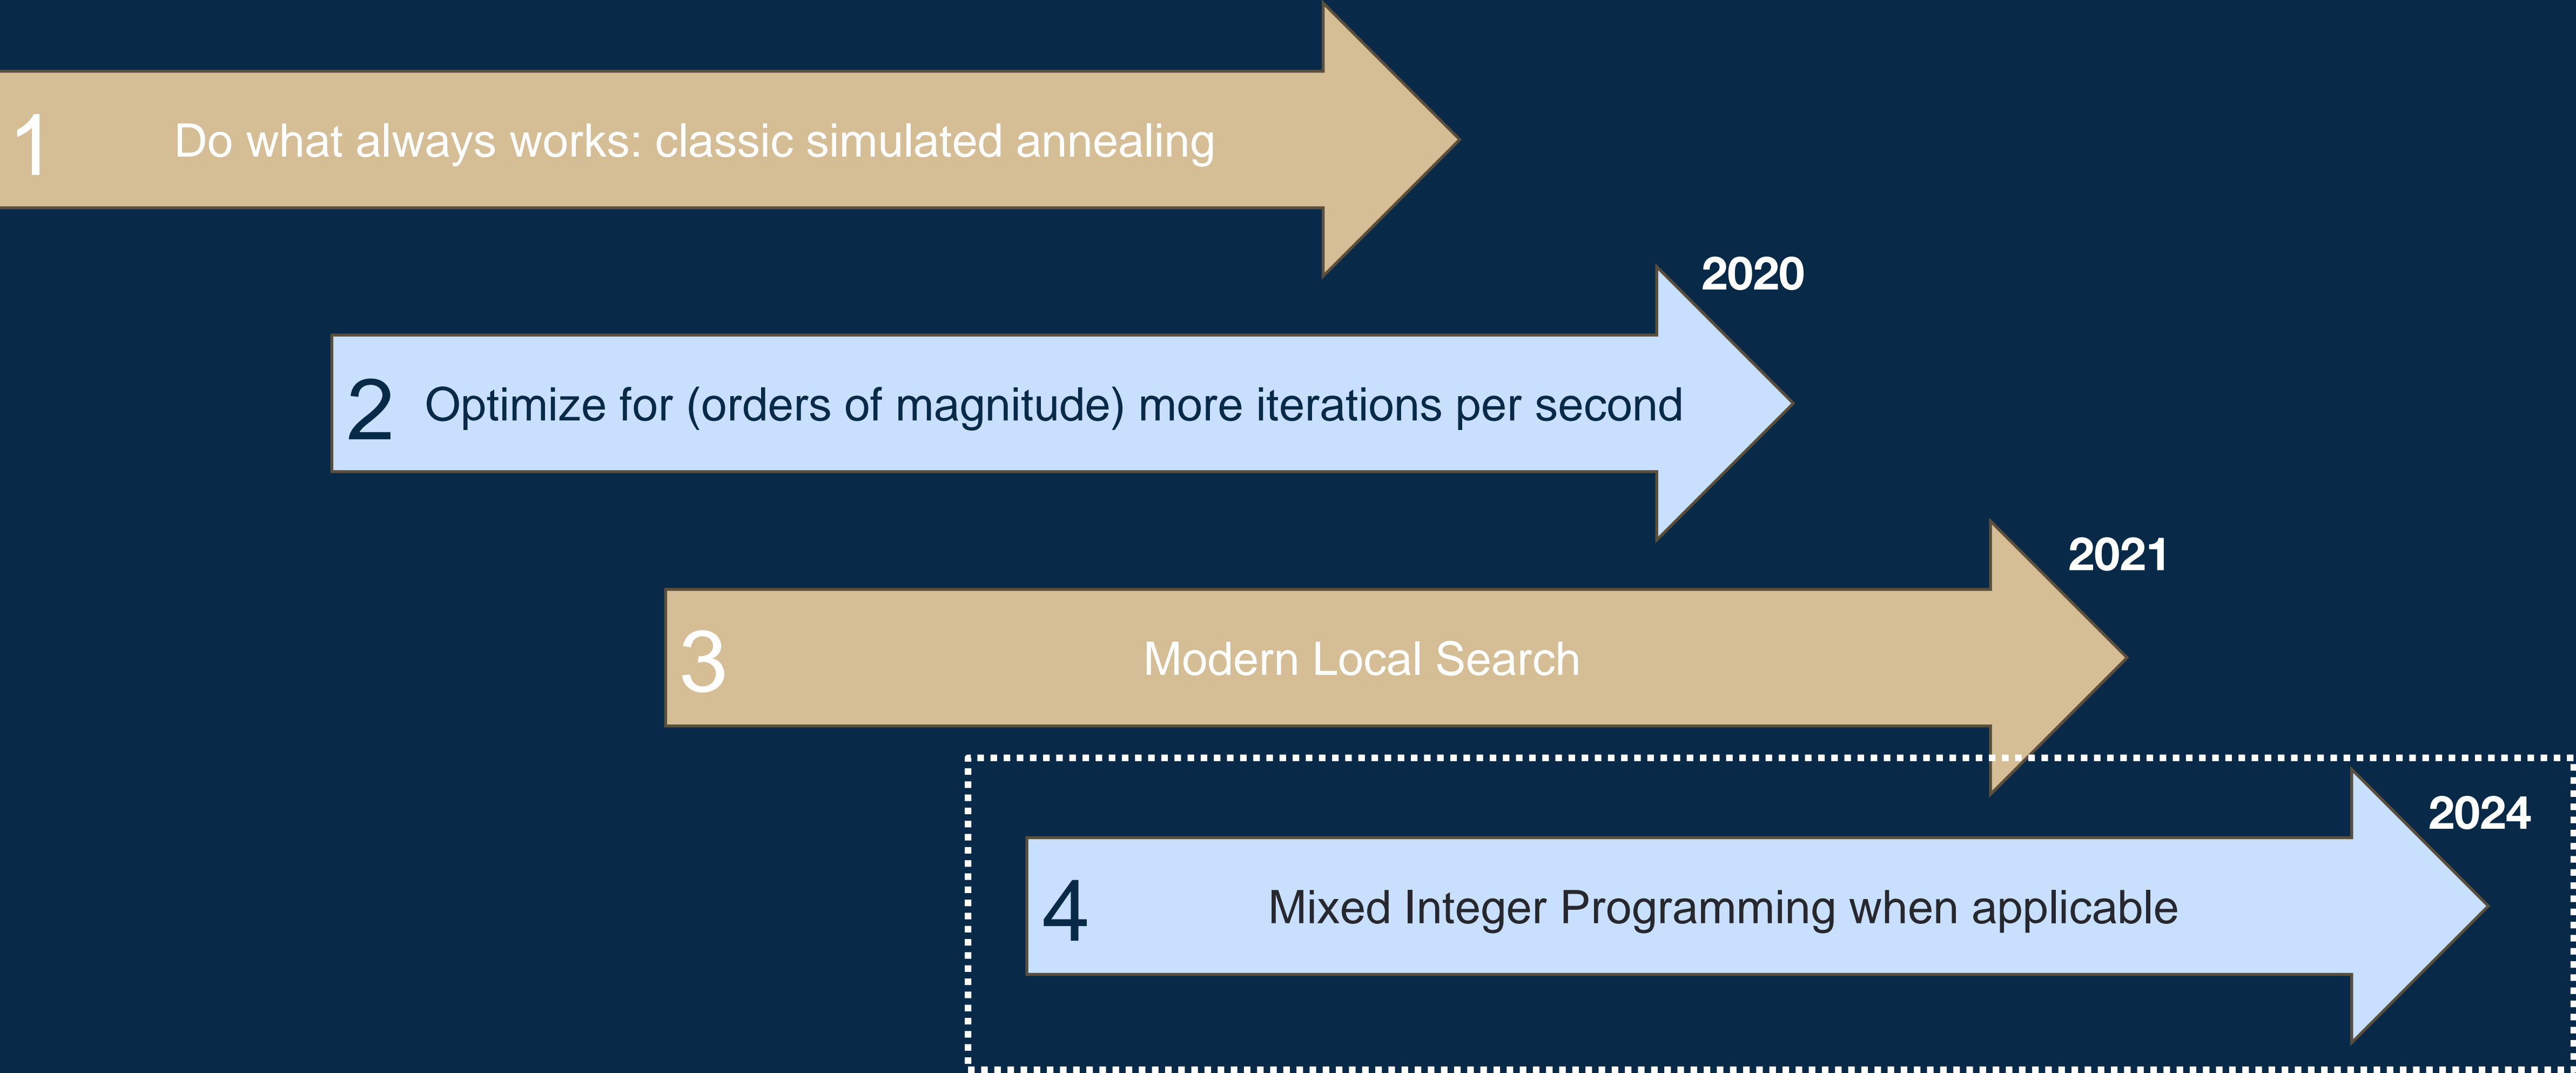 1 Do what always works: classic simulated annealing
2020
2 Optimize for (orders of magnitude) more iterations per second
2021
3 Modern Local Search
2024
4 Mixed Integer Programming when applicable